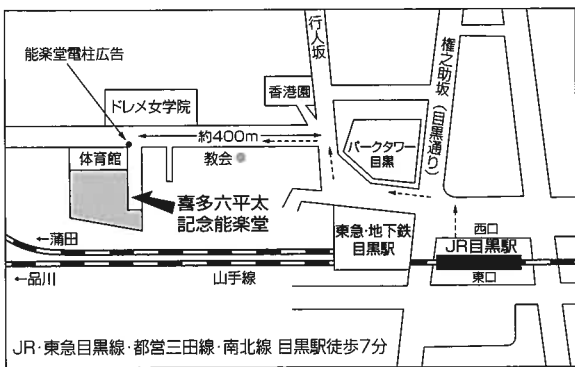 能楽堂電柱広告
ドレメ女学院
香港園
行人坂
権之助坂(目黒通り)
約400m
体育館
教会
パークタワー
目黒
喜多六平太
記念能楽堂
東急・地下鉄
目黒駅
西口
JR目黒駅
東口
←蒲田
←品川
山手線
JR・東急目黒線・都営三田線・南北線 目黒駅徒歩7分